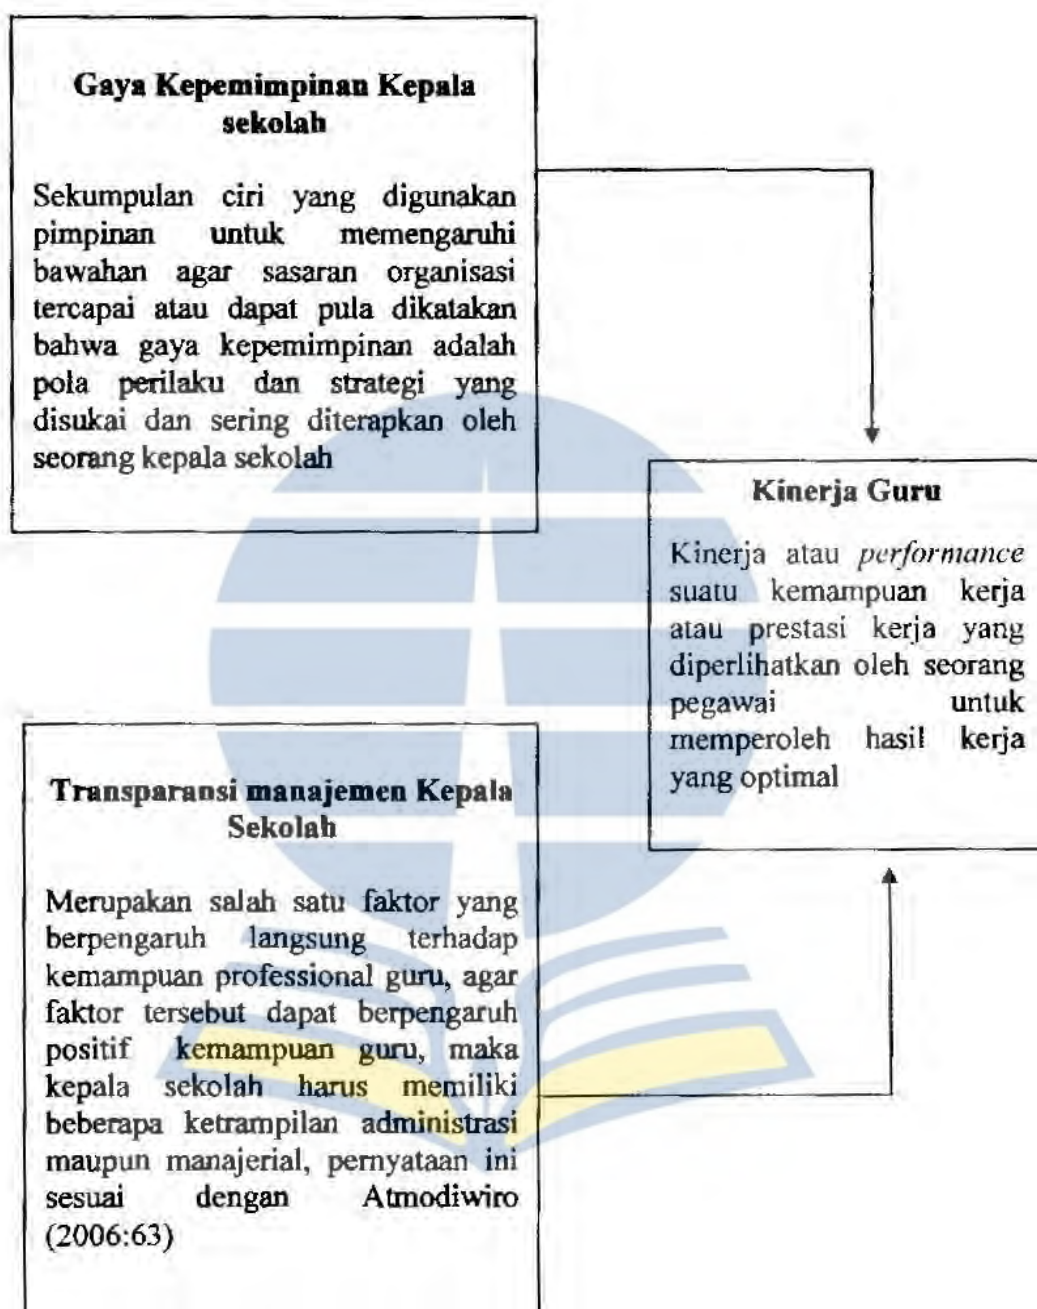 Gaya Kepemimpinan Kepala
sekolah
Sekumpulan ciri yang digunakan
pimpinan untuk memengaruhi
bawahan agar sasaran organisasi
tercapai atau dapat pula dikatakan
bahwa gaya kepemimpinan adalah
pola perilaku dan strategi yang
disukai dan sering diterapkan oleh
seorang kepala sekolah
Kinerja Guru
Kinerja atau performance
suatu kemampuan kerja
atau prestasi kerja yang
diperlihatkan oleh seorang
pegawai untuk
memperoleh hasil kerja
yang optimal
Transparansi manajemen Kepala
Sekolah
Merupakan salah satu faktor yang
berpengaruh langsung terhadap
kemampuan professional guru, agar
faktor tersebut dapat berpengaruh
positif kemampuan guru, maka
kepala sekolah harus memiliki
beberapa ketrampilan administrasi
maupun manajerial, pernyataan ini
sesuai dengan Atmodiwiro
(2006:63)